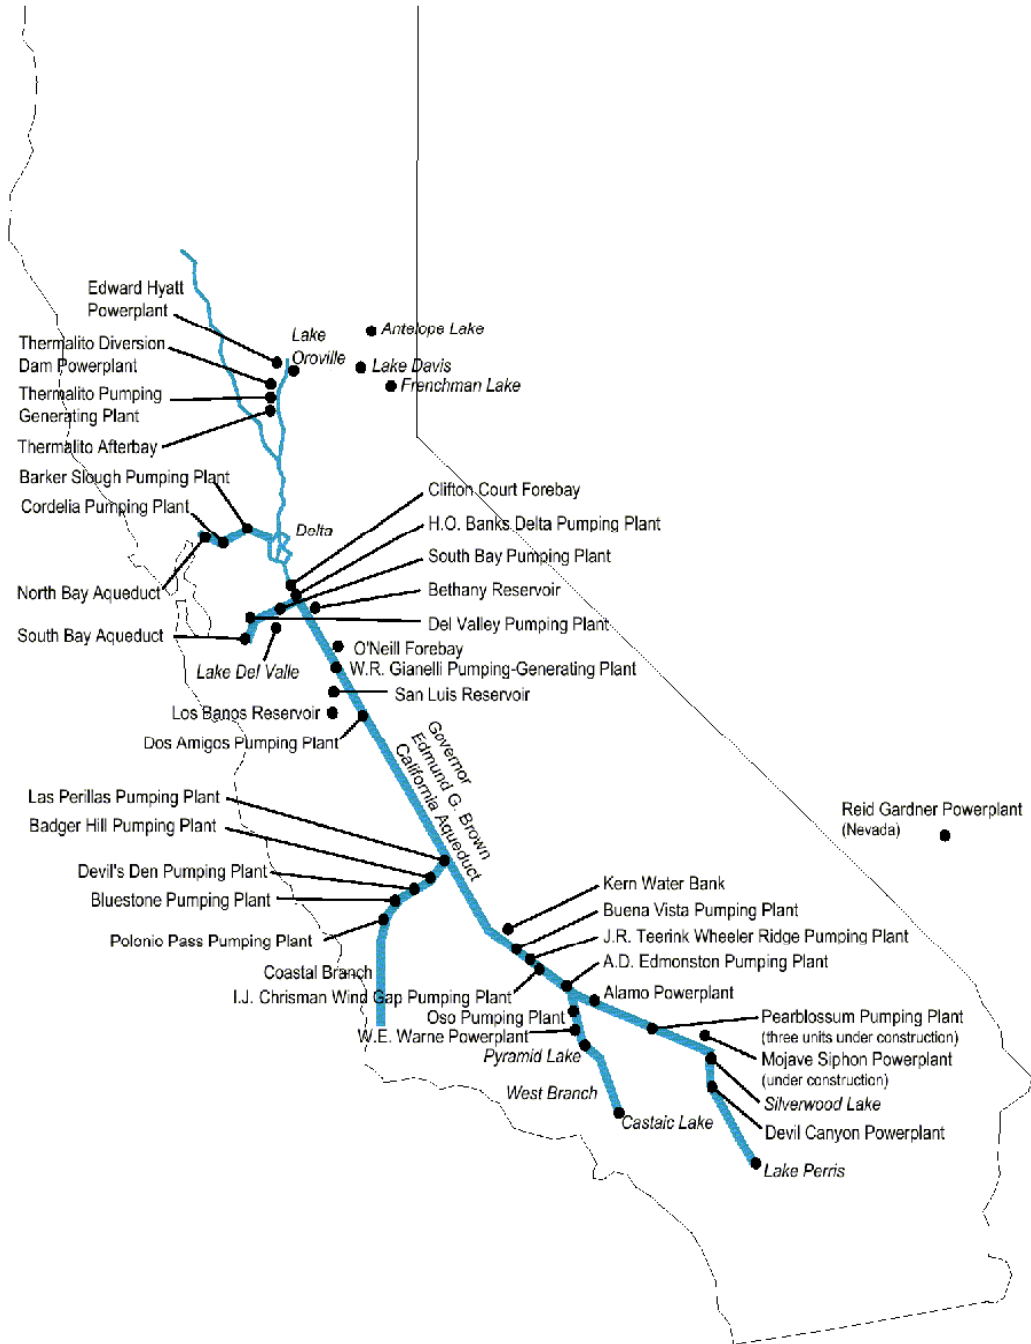 Edward Hyatt
Powerplant
Thermalito Diversion
Dam Powerplant
Thermalito Pumping
Generating Plant
Thermalito Afterbay
Lake
Oroville
Antelope Lake
Lake Davis
Frenchman Lake
Barker Slough Pumping Plant
Cordelia Pumping Plant
Delta
North Bay Aqueduct
South Bay Aqueduct
Lake Del Valle
Clifton Court Forebay
H.O. Banks Delta Pumping Plant
South Bay Pumping Plant
Bethany Reservoir
Del Valley Pumping Plant
O'Neill Forebay
W.R. Gianelli Pumping-Generating Plant
San Luis Reservoir
Los Banos Reservoir
Dos Amigos Pumping Plant
Governor
Edmund G. Brown
California Aqueduct
Las Perillas Pumping Plant
Badger Hill Pumping Plant
Devil's Den Pumping Plant
Bluestone Pumping Plant
Polonio Pass Pumping Plant
Coastal Branch
Reid Gardner Powerplant
(Nevada)
Kern Water Bank
Buena Vista Pumping Plant
J.R. Teerink Wheeler Ridge Pumping Plant
A.D. Edmonston Pumping Plant
I.J. Chrisman Wind Gap Pumping Plant
Alamo Powerplant
Oso Pumping Plant
W.E. Warne Powerplant
Pyramid Lake
West Branch
Castaic Lake
Pearblossum Pumping Plant
(three units under construction)
Mojave Siphon Powerplant
(under construction)
Silverwood Lake
Devil Canyon Powerplant
Lake Perris